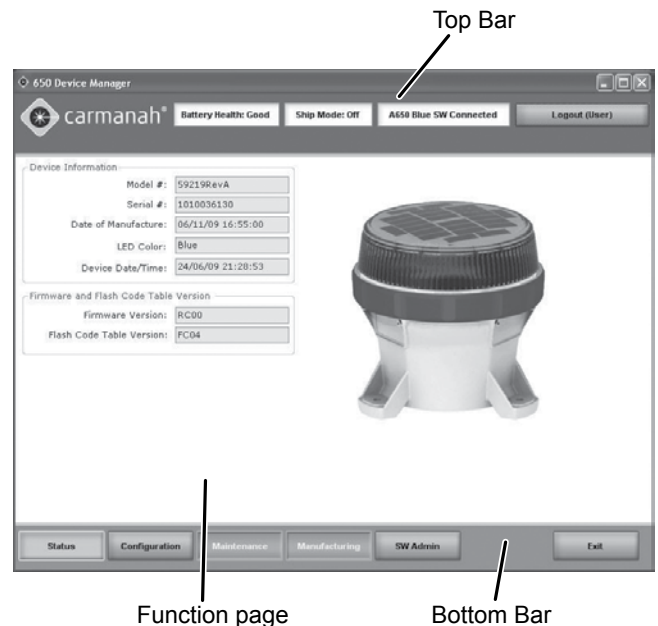 Top Bar
650 Device Manager
carmanah®
Battery Health: Good
Ship Mode: Off
A650 Blue SW Connected
Logout (User)
Device Information
Model #: 59219RevA
Serial #: 1010036130
Date of Manufacture: 06/11/09 16:55:00
LED Color: Blue
Device Date/Time: 24/06/09 21:28:53
Firmware and Flash Code Table Version
Firmware Version: RC00
Flash Code Table Version: FC04
Status
Configuration
Maintenance
Manufacturing
SW Admin
Exit
Function page
Bottom Bar